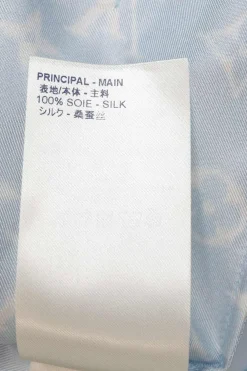 PRINCIPAL - MAIN
表地/本体 - 主料
100% SOIE - SILK
シルク - 桑蚕丝